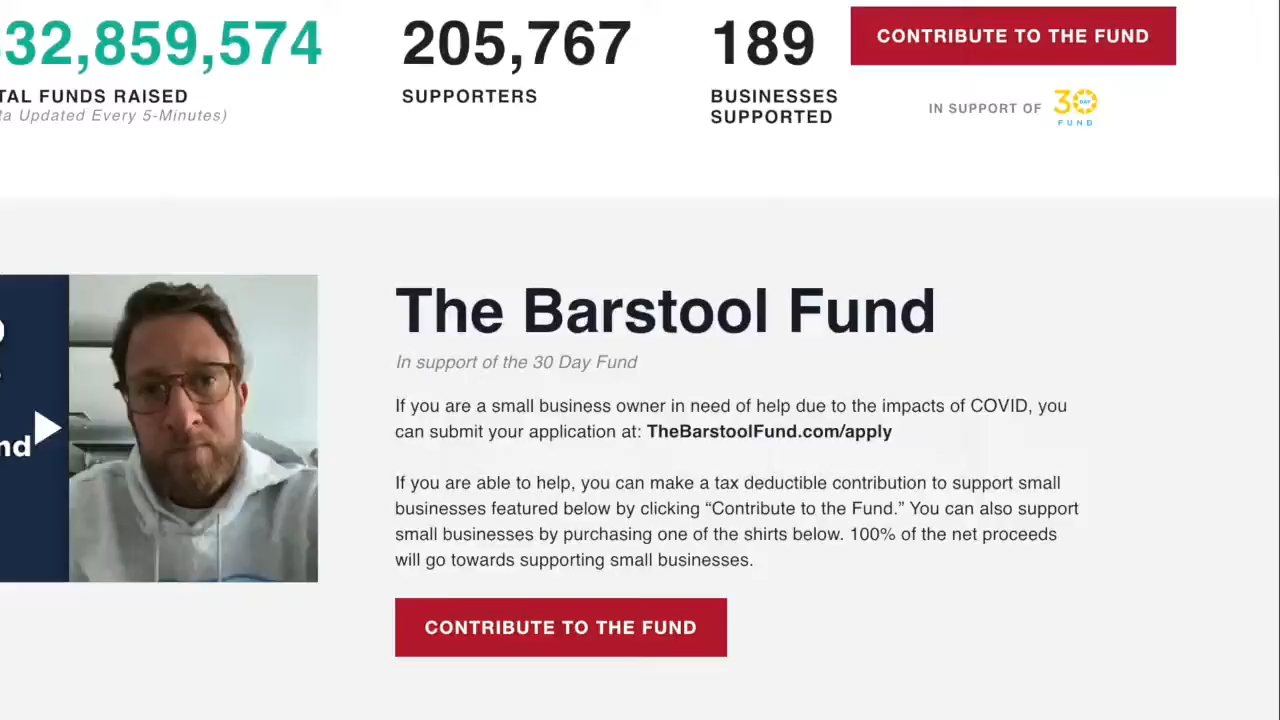 32,859,574
205,767
189
CONTRIBUTE TO THE FUND
TAL FUNDS RAISED
SUPPORTERS
BUSINESSES
SUPPORTED
ta Updated Every 5-Minutes)
IN SUPPORT OF
30
DAY
FUND
The Barstool Fund
In support of the 30 Day Fund
If you are a small business owner in need of help due to the impacts of COVID, you
can submit your application at: TheBarstoolFund.com/apply
If you are able to help, you can make a tax deductible contribution to support small
businesses featured below by clicking “Contribute to the Fund.” You can also support
small businesses by purchasing one of the shirts below. 100% of the net proceeds
will go towards supporting small businesses.
CONTRIBUTE TO THE FUND
nd